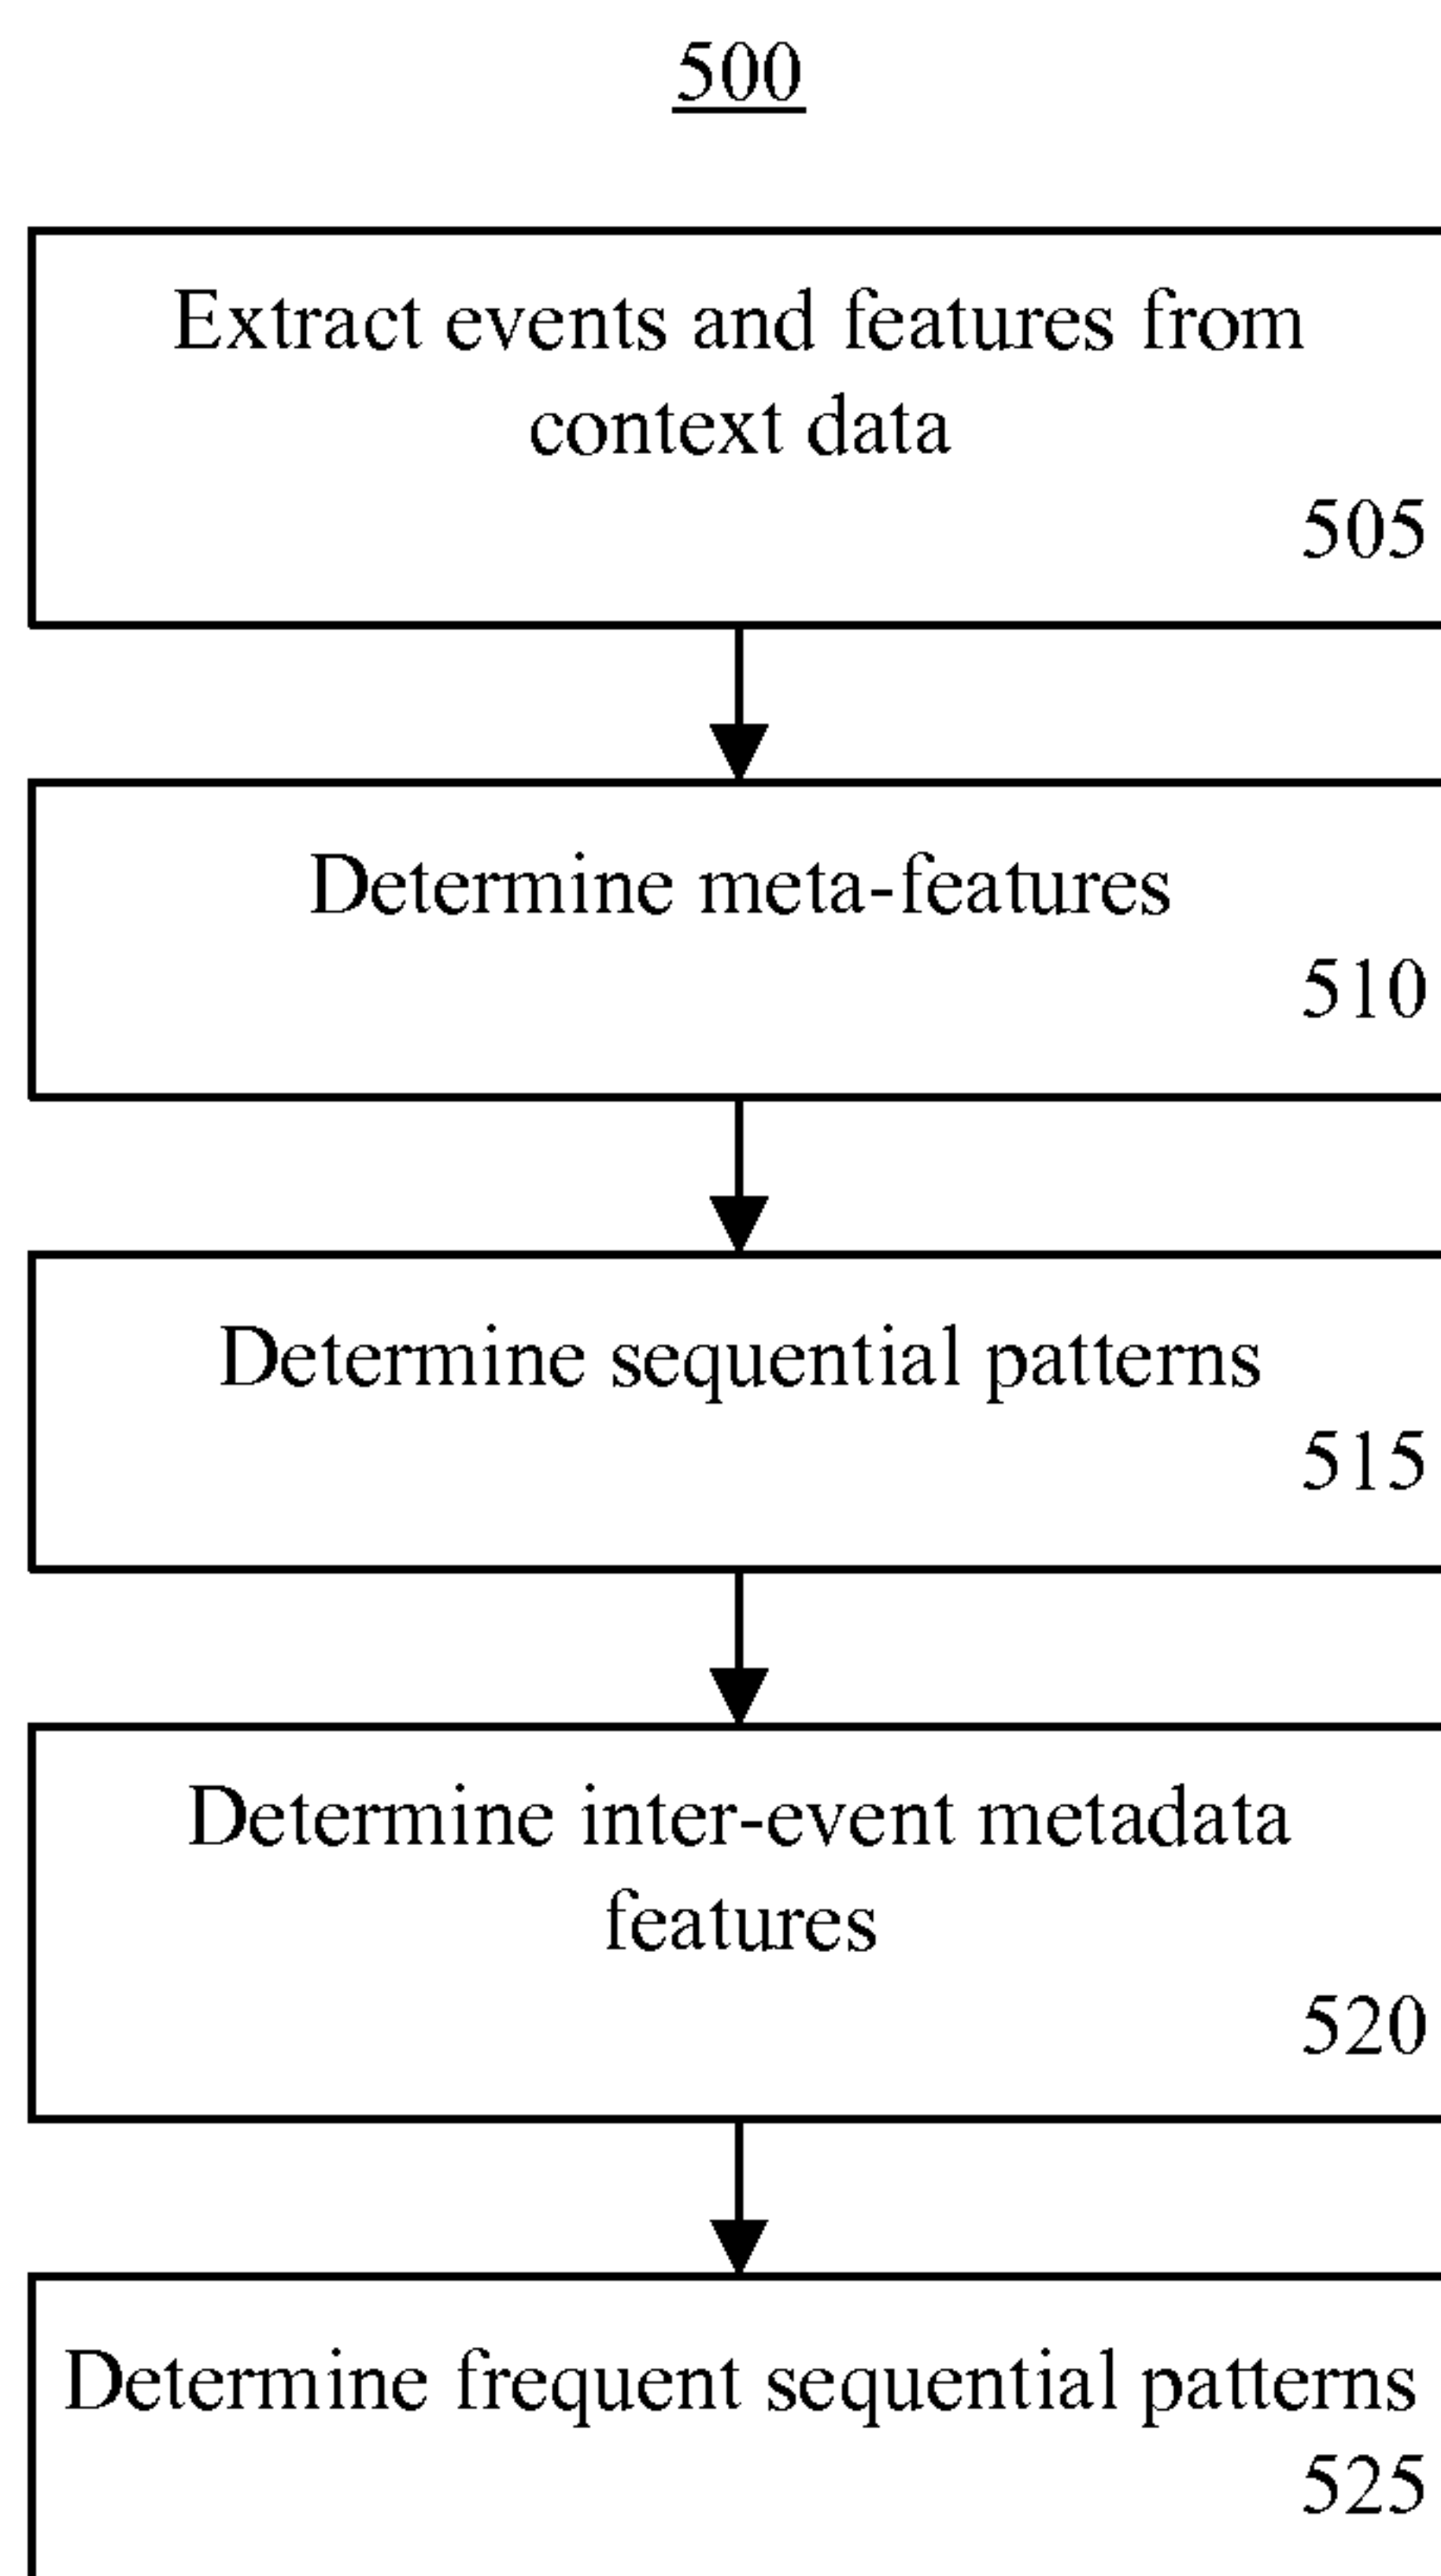 500
Extract events and features from
context data
505
Determine meta-features
510
Determine sequential patterns
515
Determine inter-event metadata
features
520
Determine frequent sequential patterns
525